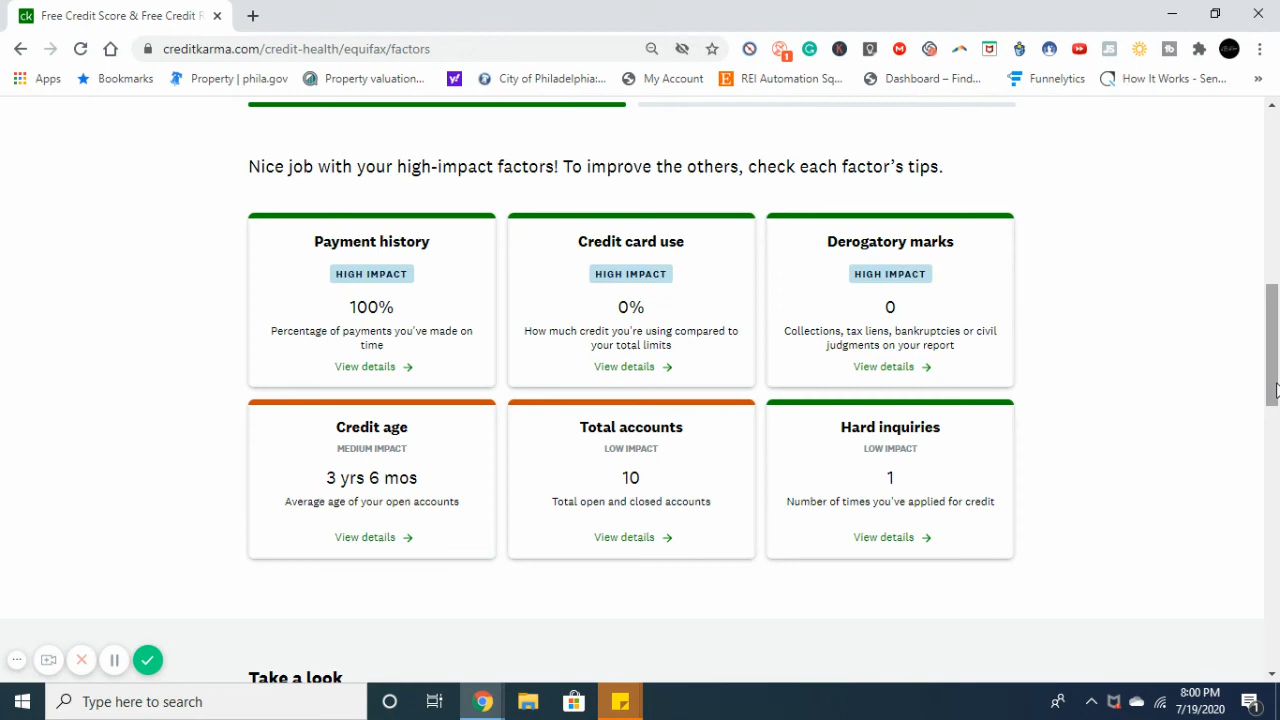 ck Free Credit Score & Free Credit R
creditkarma.com/credit-health/equifax/factors
1
JS
tb
Apps
Bookmarks
Property | phila.gov
Property valuation...
City of Philadelphia:...
My Account
REI Automation Sq...
Dashboard – Find...
Funnelytics
How It Works - Sen...
»
Nice job with your high-impact factors! To improve the others, check each factor's tips.
Payment history
HIGH IMPACT
100%
Percentage of payments you've made on
time
View details →
Credit card use
HIGH IMPACT
0%
How much credit you're using compared to
your total limits
View details →
Derogatory marks
HIGH IMPACT
0
Collections, tax liens, bankruptcies or civil
judgments on your report
View details →
Credit age
MEDIUM IMPACT
3 yrs 6 mos
Average age of your open accounts
View details →
Total accounts
LOW IMPACT
10
Total open and closed accounts
View details →
Hard inquiries
LOW IMPACT
1
Number of times you've applied for credit
View details →
Take a look
Type here to search
8:00 PM
7/19/2020
1